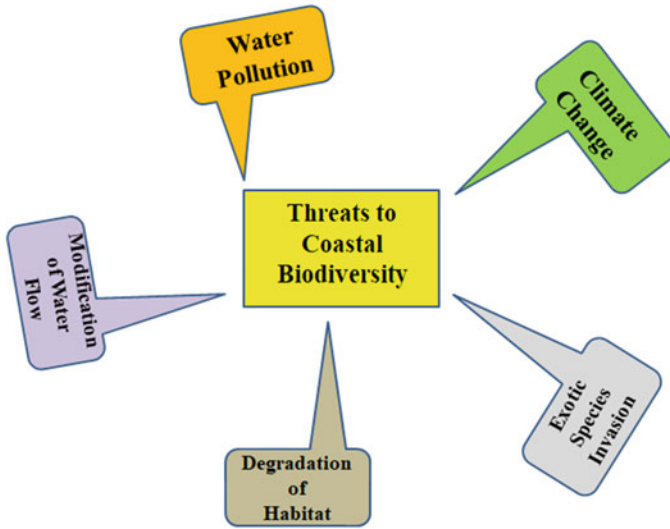 Water
Pollution
Climate
Change
Threats to
Coastal
Biodiversity
Modification
of Water
Flow
Exotic
Species
Invasion
Degradation
of
Habitat